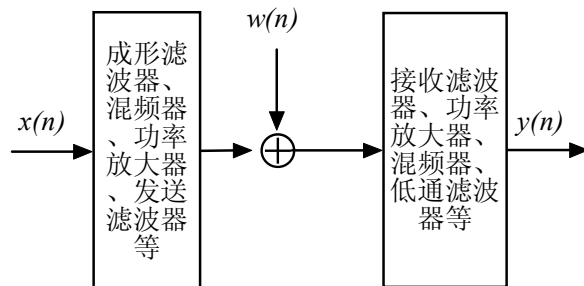 w(n)
x(n)
成形滤
波器、
混频器
、功率
放大器
、发送
滤波器
等
接收滤波
器、功率
放大器、
混频器、
低通滤波
器等
y(n)